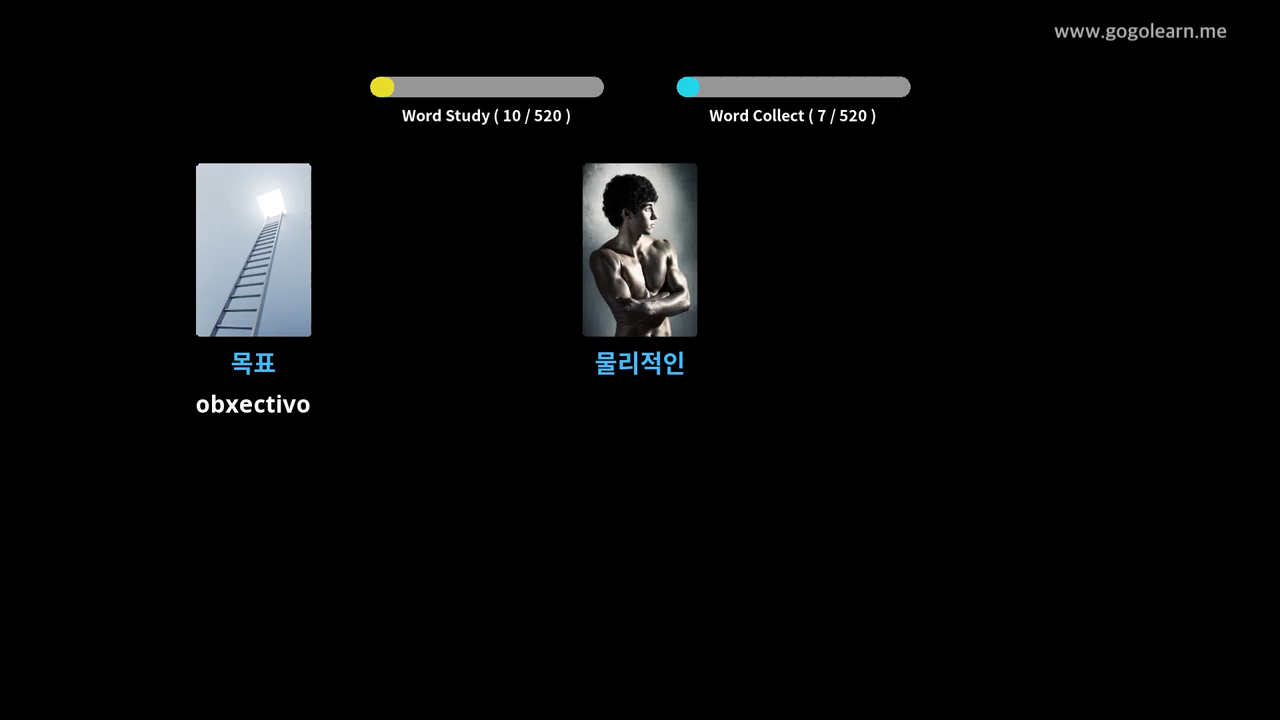 www.gogolearn.me
Word Study ( 10 / 520 )
Word Collect ( 7 / 520 )
목표
물리적인
obxectivo